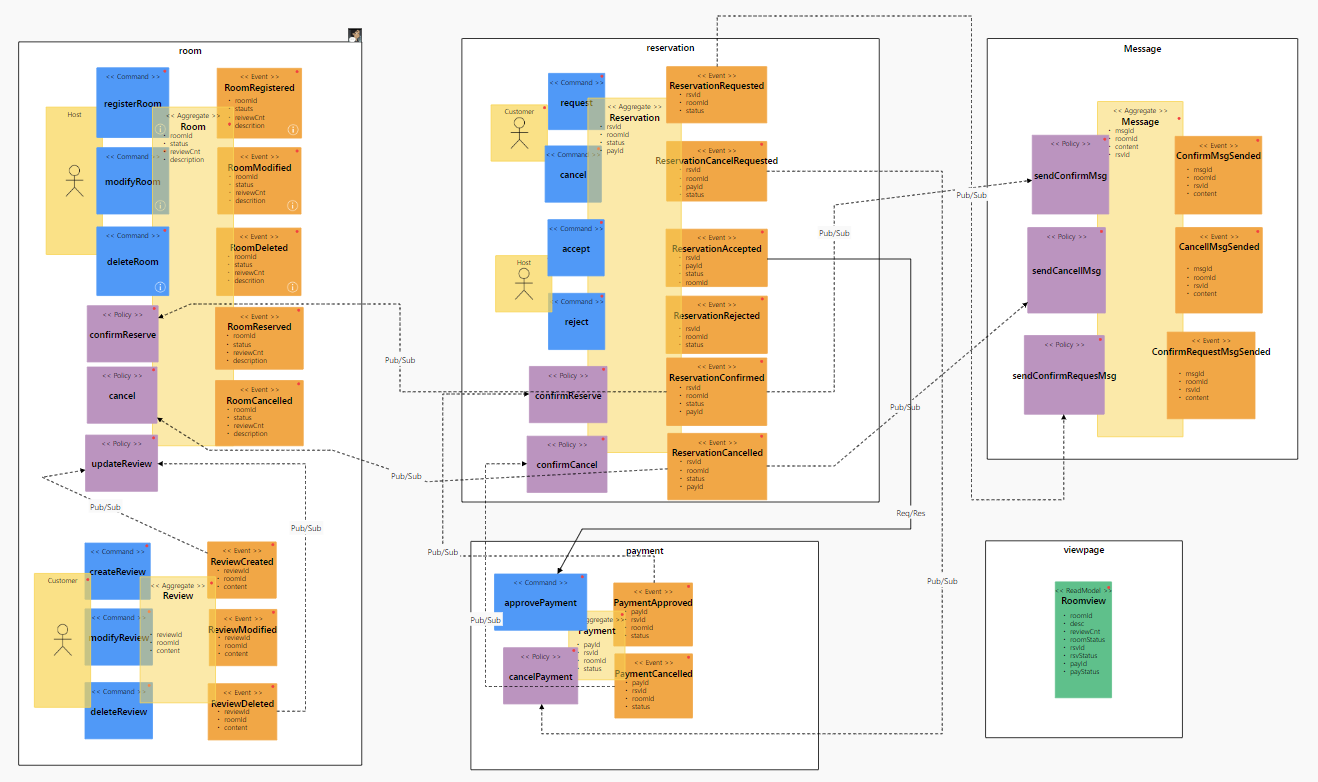 room
Host
<< Command >>
registerRoom
<< Command >>
modifyRoom
<< Command >>
deleteRoom
<< Aggregate >>
Room
roomId
status
reviewCnt
description
<< Event >>
RoomRegistered
roomId
stauts
reivewCnt
descrition
<< Event >>
RoomModified
roomId
status
reivewCnt
descrition
<< Event >>
RoomDeleted
roomId
status
reivewCnt
descrition
<< Policy >>
confirmReserve
<< Event >>
RoomReserved
roomId
status
reviewCnt
description
<< Policy >>
cancel
<< Event >>
RoomCancelled
roomId
status
reviewCnt
description
<< Policy >>
updateReview
Pub/Sub
Pub/Sub
Customer
<< Command >>
createReview
<< Command >>
modifyReview
<< Command >>
deleteReview
<< Aggregate >>
Review
reviewId
roomId
content
<< Event >>
ReviewCreated
reviewId
roomId
content
<< Event >>
ReviewModified
reviewId
roomId
content
<< Event >>
ReviewDeleted
reviewId
roomId
content
Pub/Sub
Pub/Sub
Pub/Sub
reservation
Customer
<< Command >>
request
<< Command
cancel
Host
<< Command >>
accept
<< Command >>
reject
<< Policy >>
confirmReserve
<< Policy >>
confirmCancel
<< Aggregate >>
Reservation
rsvId
roomId
status
payId
<< Event >>
ReservationRequested
rsvId
roomId
status
<< Event >>
ReservationCancelRequested
rsvId
roomId
payId
status
<< Event >>
ReservationAccepted
rsvId
payId
status
roomId
<< Event >>
ReservationRejected
rsvId
roomId
status
<< Event >>
ReservationConfirmed
rsvId
roomId
status
payId
<< Event >>
ReservationCancelled
rsvId
roomId
status
payId
Pub/Sub
Pub/Sub
Pub/Sub
Req/Res
Pub/Sub
payment
<< Command >>
approvePayment
Pub/Sub
<< Policy >>
cancelPayment
ggregate >>
Payment
payId
rsvId
roomId
status
<< Event >>
PaymentApproved
payId
rsvId
roomId
status
<< Event >>
PaymentCancelled
payId
rsvId
roomId
status
Message
<< Policy >>
sendConfirmMsg
<< Policy >>
sendCancellMsg
<< Policy >>
sendConfirmRequesMsg
<< Aggregate >>
Message
msgId
roomId
content
rsvId
<< Event >>
ConfirmMsgSended
msgId
roomId
rsvId
content
<< Event >>
CancellMsgSended
msgId
roomId
rsvId
content
<< Event >>
ConfirmRequestMsgSended
msgId
roomId
rsvId
content
viewpage
<< ReadModel >>
Roomview
roomId
desc
reviewCnt
roomStatus
rsvId
rsvStatus
payId
payStatus